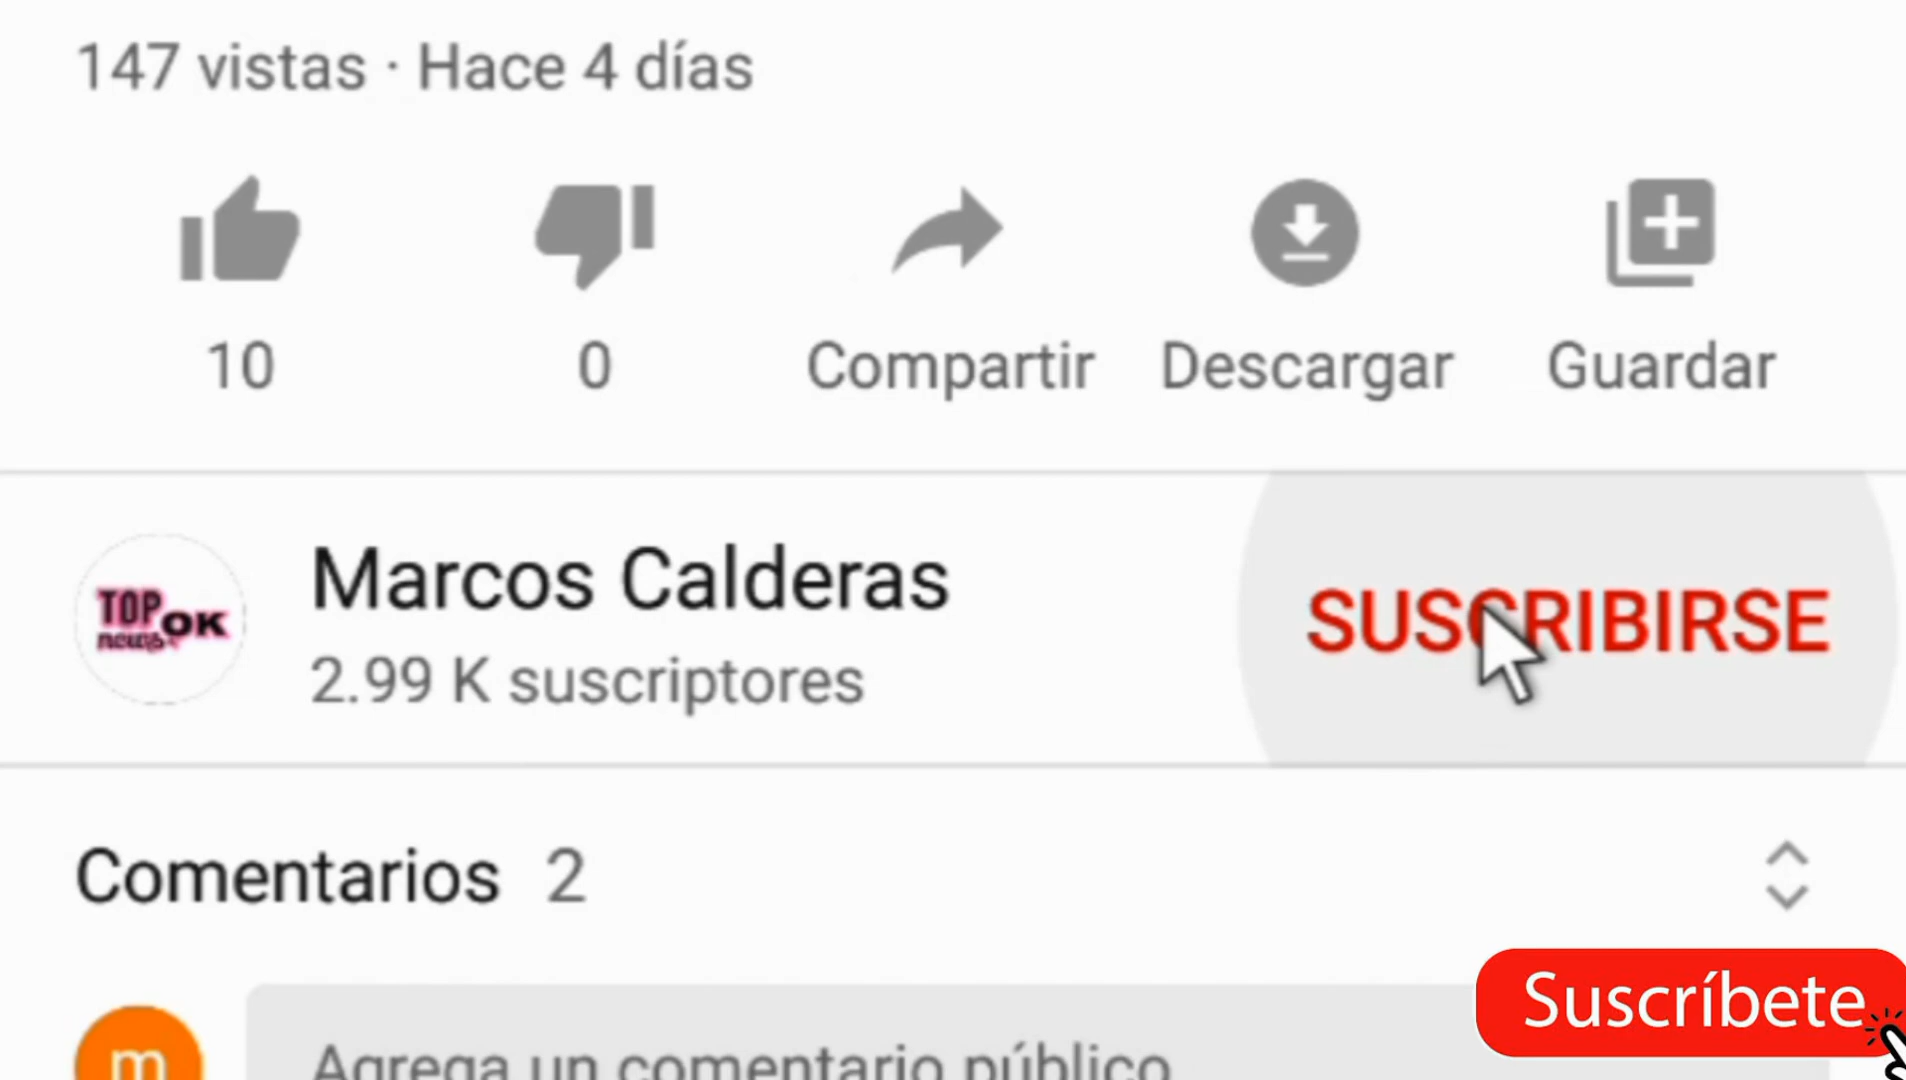 147 vistas · Hace 4 días
10
0
Compartir
Descargar
Guardar
TOP
news OK
Marcos Calderas
2.99 K suscriptores
SUSCRIBIRSE
Comentarios 2
m
Agrega un comentario público
Suscríbete